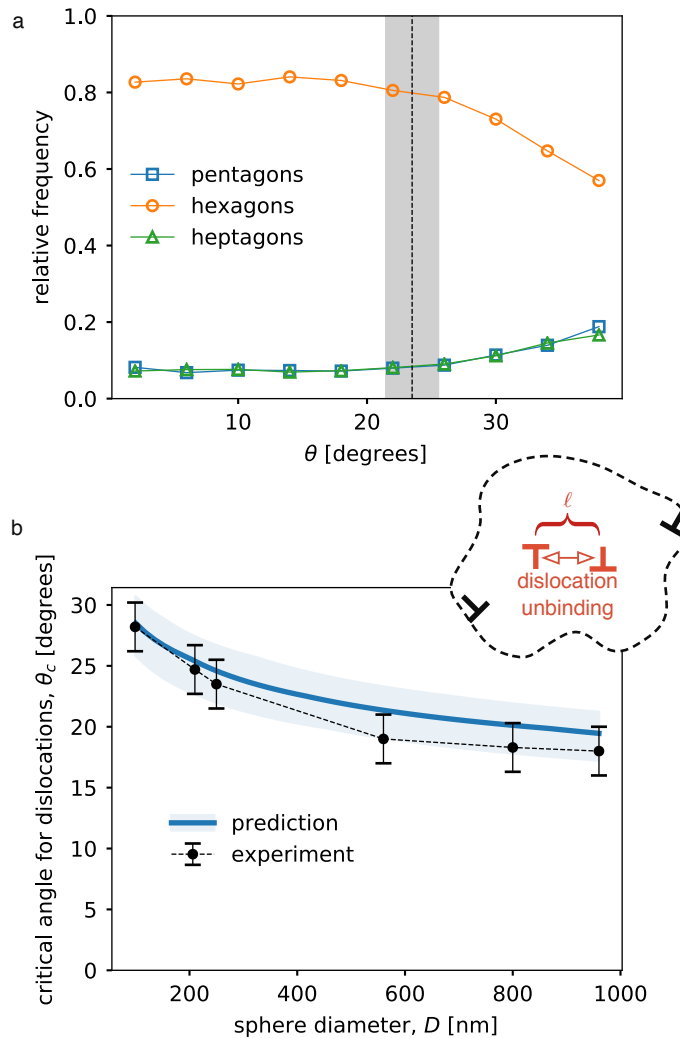 a
1.0
0.8
0.6
0.4
0.2
0.0
relative frequency
pentagons
hexagons
heptagons
10
20
30
θ [degrees]
ℓ
dislocation
unbinding
b
30
25
20
15
10
5
0
critical angle for dislocations, θc [degrees]
prediction
experiment
200
400
600
800
1000
sphere diameter, D [nm]